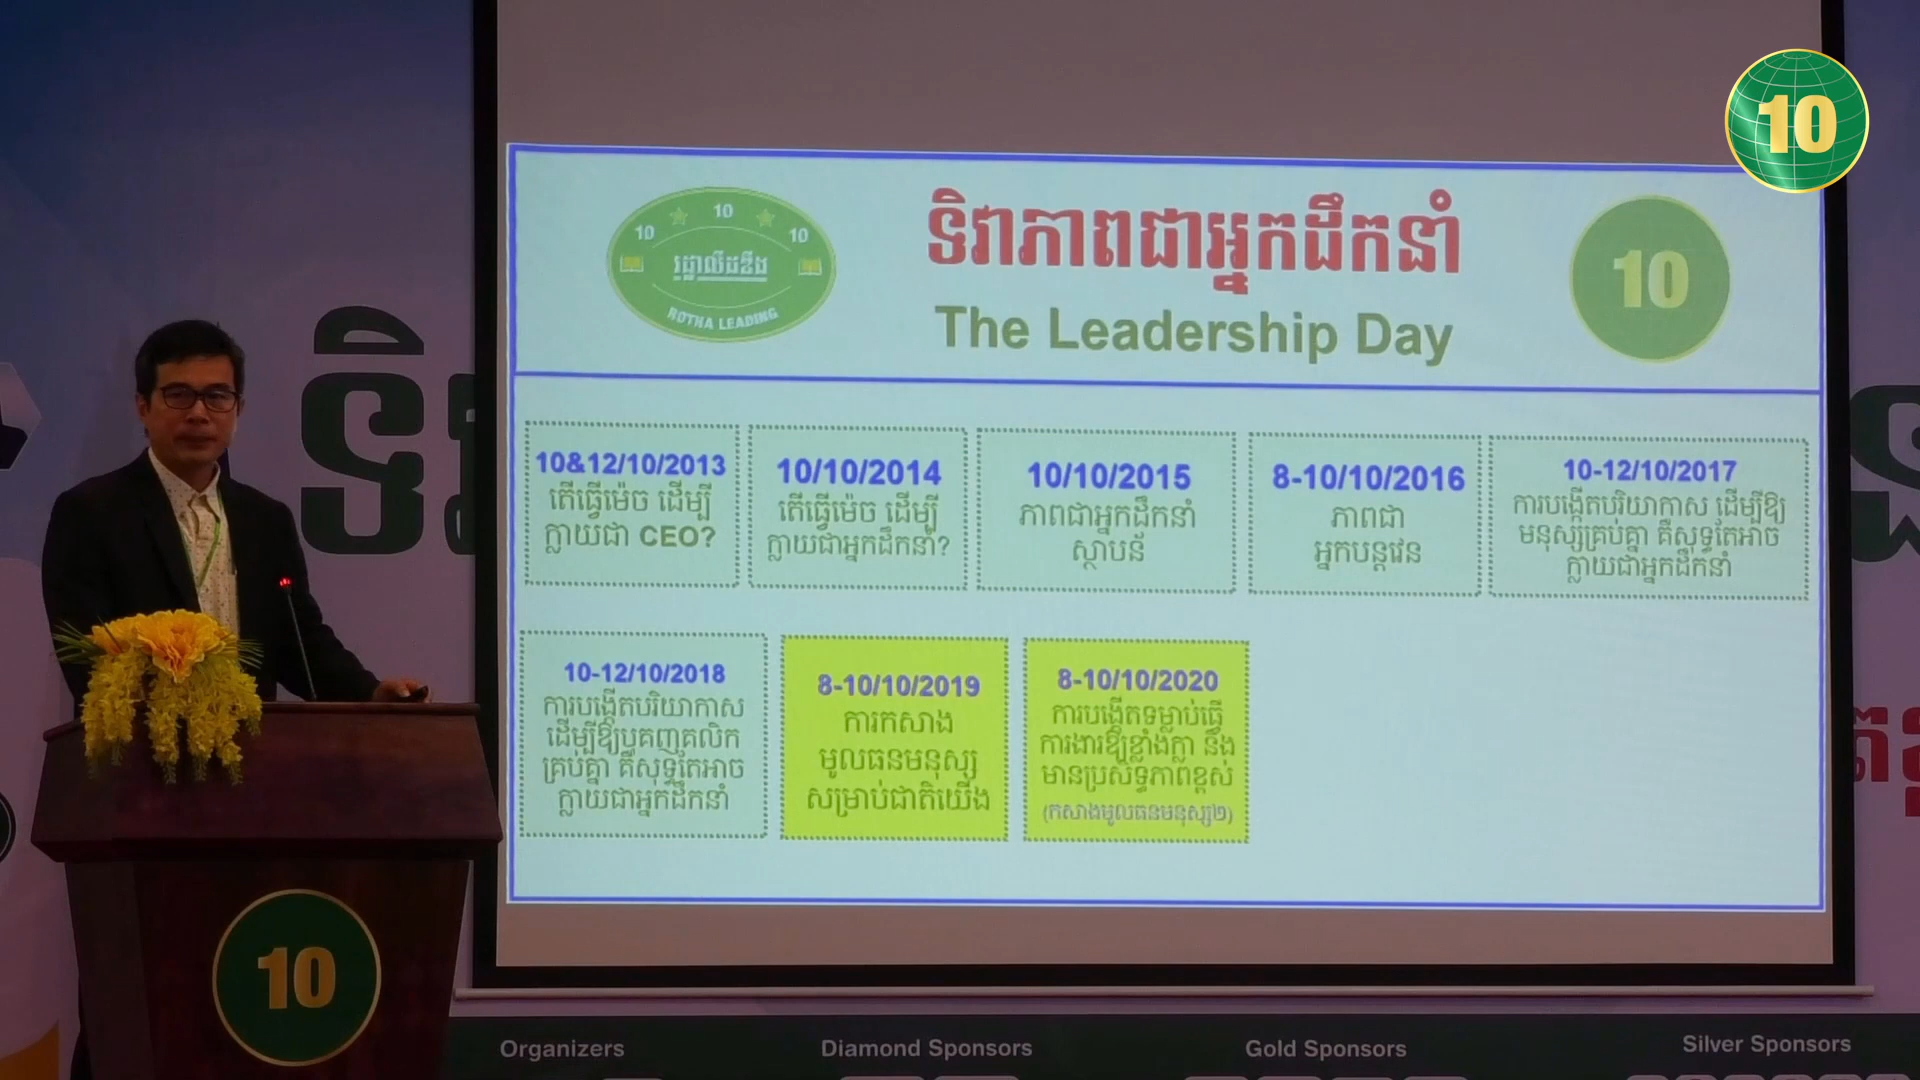 10
10
10
10
រដ្ឋាលីដឌីង
ROTHA LEADING
ទិវាភាពជាអ្នកដឹកនាំ
The Leadership Day
10
10&12/10/2013
តើធ្វើម៉េច ដើម្បី
ក្លាយជា CEO?
10/10/2014
តើធ្វើម៉េច ដើម្បី
ក្លាយជាអ្នកដឹកនាំ?
10/10/2015
ភាពជាអ្នកដឹកនាំ
ស្ថាប័ន
8-10/10/2016
ភាពជា
អ្នកបន្តវេន
10-12/10/2017
ការបង្កើតបរិយាកាស ដើម្បីឱ្យ
មនុស្សគ្រប់គ្នា គឺសុទ្ធតែអាច
ក្លាយជាអ្នកដឹកនាំ
10-12/10/2018
ការបង្កើតបរិយាកាស
ដើម្បីឱ្យបុគ្គលិក
គ្រប់គ្នា គឺសុទ្ធតែអាច
ក្លាយជាអ្នកដឹកនាំ
8-10/10/2019
ការកសាង
មូលធនមនុស្ស
សម្រាប់ជាតិយើង
8-10/10/2020
ការបង្កើតទម្លាប់ធ្វើ
ការងារឱ្យខ្លាំងក្លា និង
មានប្រសិទ្ធភាពខ្ពស់
(កសាងមូលធនមនុស្ស២)
10
Organizers
Diamond Sponsors
Gold Sponsors
Silver Sponsors